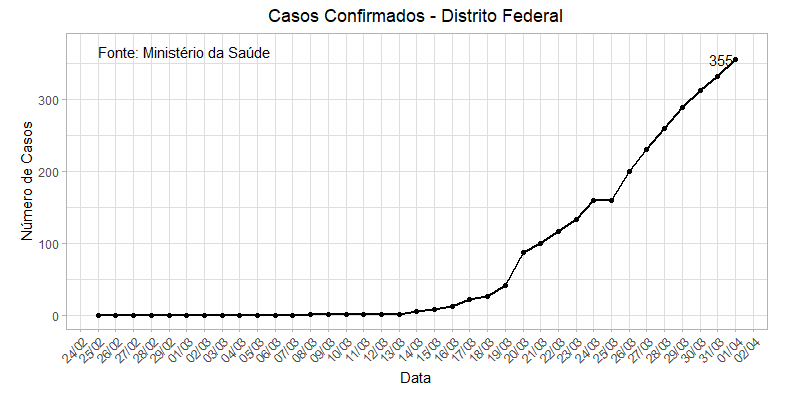 Casos Confirmados - Distrito Federal
Fonte: Ministério da Saúde
355
Número de Casos
300
200
100
0
24/02 25/02 26/02 27/02 28/02 29/02 01/03 02/03 03/03 04/03 05/03 06/03 07/03 08/03 09/03 10/03 11/03 12/03 13/03 14/03 15/03 16/03 17/03 18/03 19/03 20/03 21/03 22/03 23/03 24/03 25/03 26/03 27/03 28/03 29/03 30/03 31/03 01/04 02/04
Data